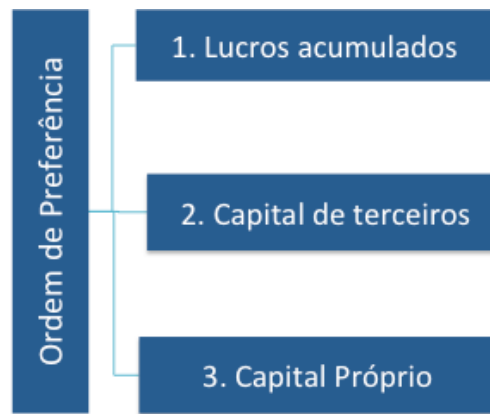 Ordem de Preferência
1. Lucros acumulados
2. Capital de terceiros
3. Capital Próprio